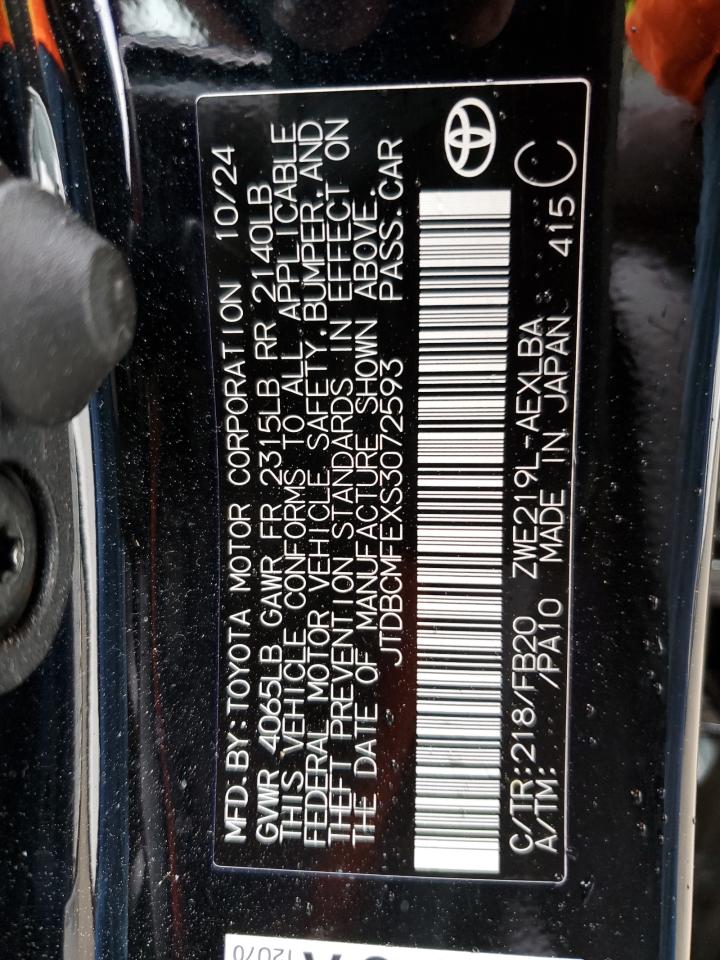 MFD.BY:TOYOTA MOTOR CORPORATION 10/24
GVWR 4065LB GAWR FR 2315LB RR 2140LB
THIS VEHICLE CONFORMS TO ALL APPLICABLE
FEDERAL MOTOR VEHICLE SAFETY,BUMPER,AND
THEFT PREVENTION STANDARDS IN EFFECT ON
THE DATE OF MANUFACTURE SHOWN ABOVE.
JTDBCMFEXS3072593 PASS.CAR
C/TR:218/FB20 ZWE219L-AEXLBA 415
A/TM: /PA10 MADE IN JAPAN
C
12070